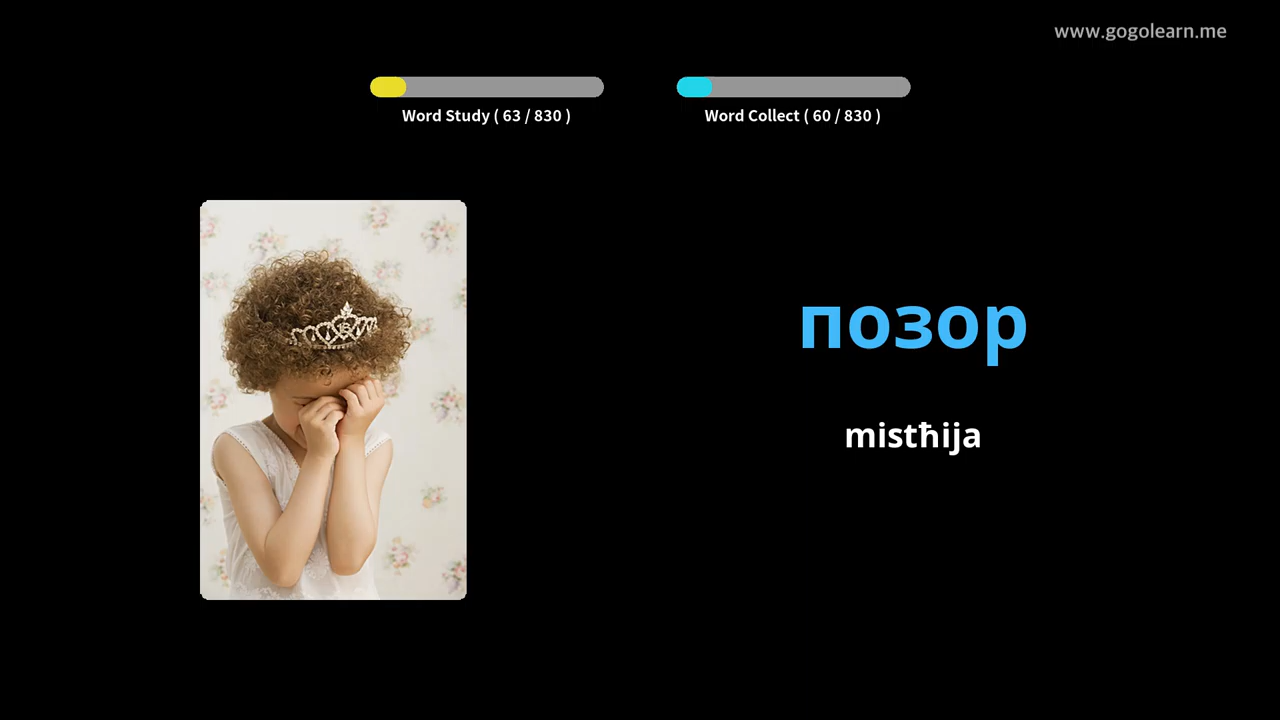 www.gogolearn.me
Word Study ( 63 / 830 )
Word Collect ( 60 / 830 )
позор
mistħija